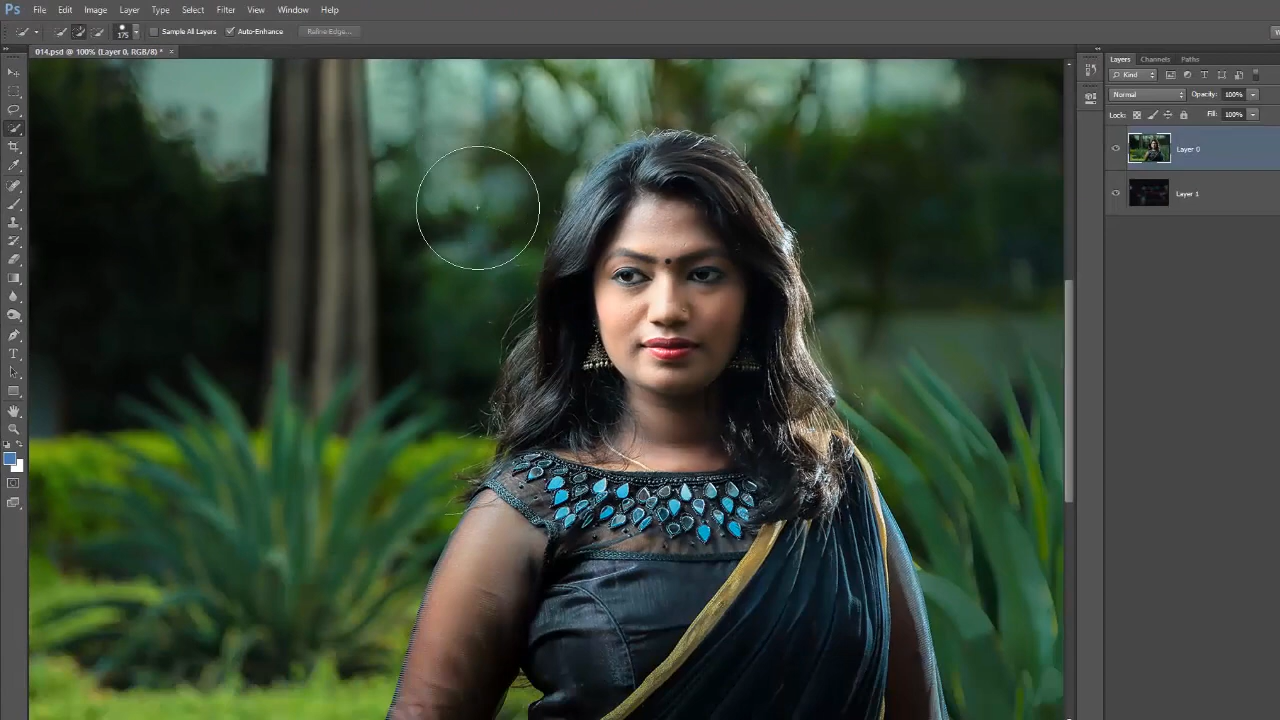 Ps File Edit Image Layer Type Select Filter View Window Help
175 Sample All Layers Auto-Enhance Refine Edge...
014.psd @ 100% (Layer 0, RGB/8) * ×
Layers Channels Paths
Kind
Normal Opacity: 100%
Lock: Fill: 100%
Layer 0
Layer 1